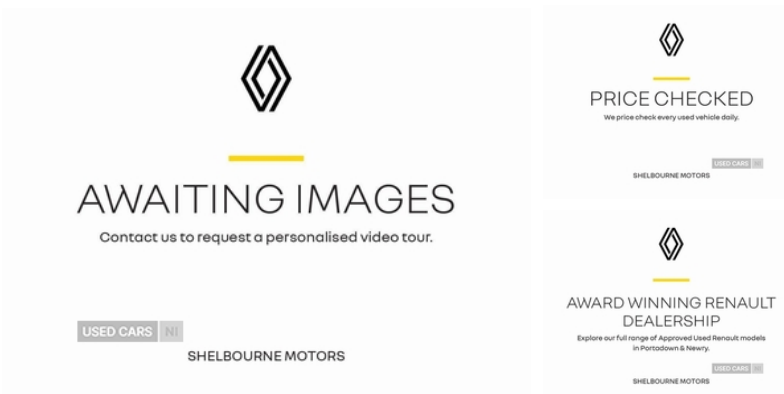 AWAITING IMAGES
Contact us to request a personalised video tour.
USED CARS NI
SHELBOURNE MOTORS
PRICE CHECKED
We price check every used vehicle daily.
USED CARS NI
SHELBOURNE MOTORS
AWARD WINNING RENAULT
DEALERSHIP
Explore our full range of Approved Used Renault models
in Portadown & Newry.
USED CARS NI
SHELBOURNE MOTORS